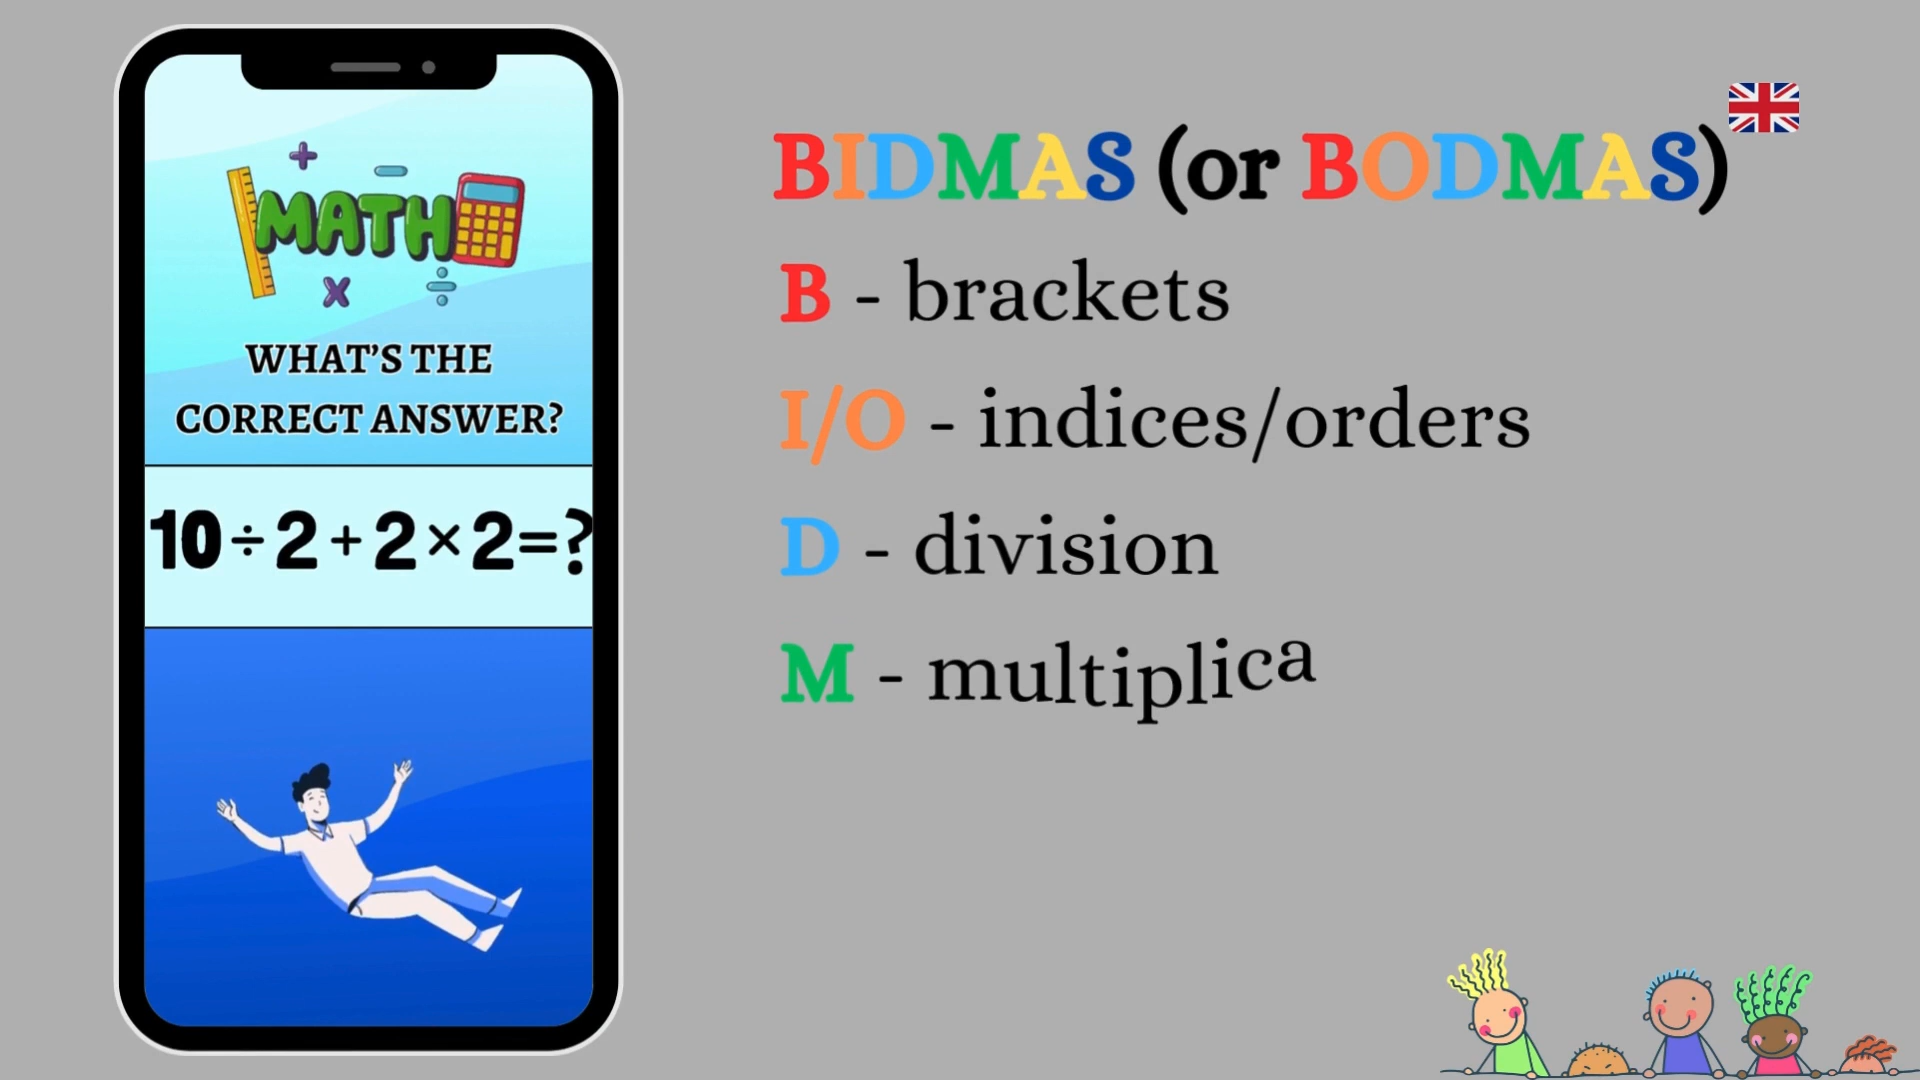 MATH
WHAT’S THE
CORRECT ANSWER?
10÷2+2×2=?
BIDMAS (or BODMAS)
B - brackets
I/O - indices/orders
D - division
M - multiplica